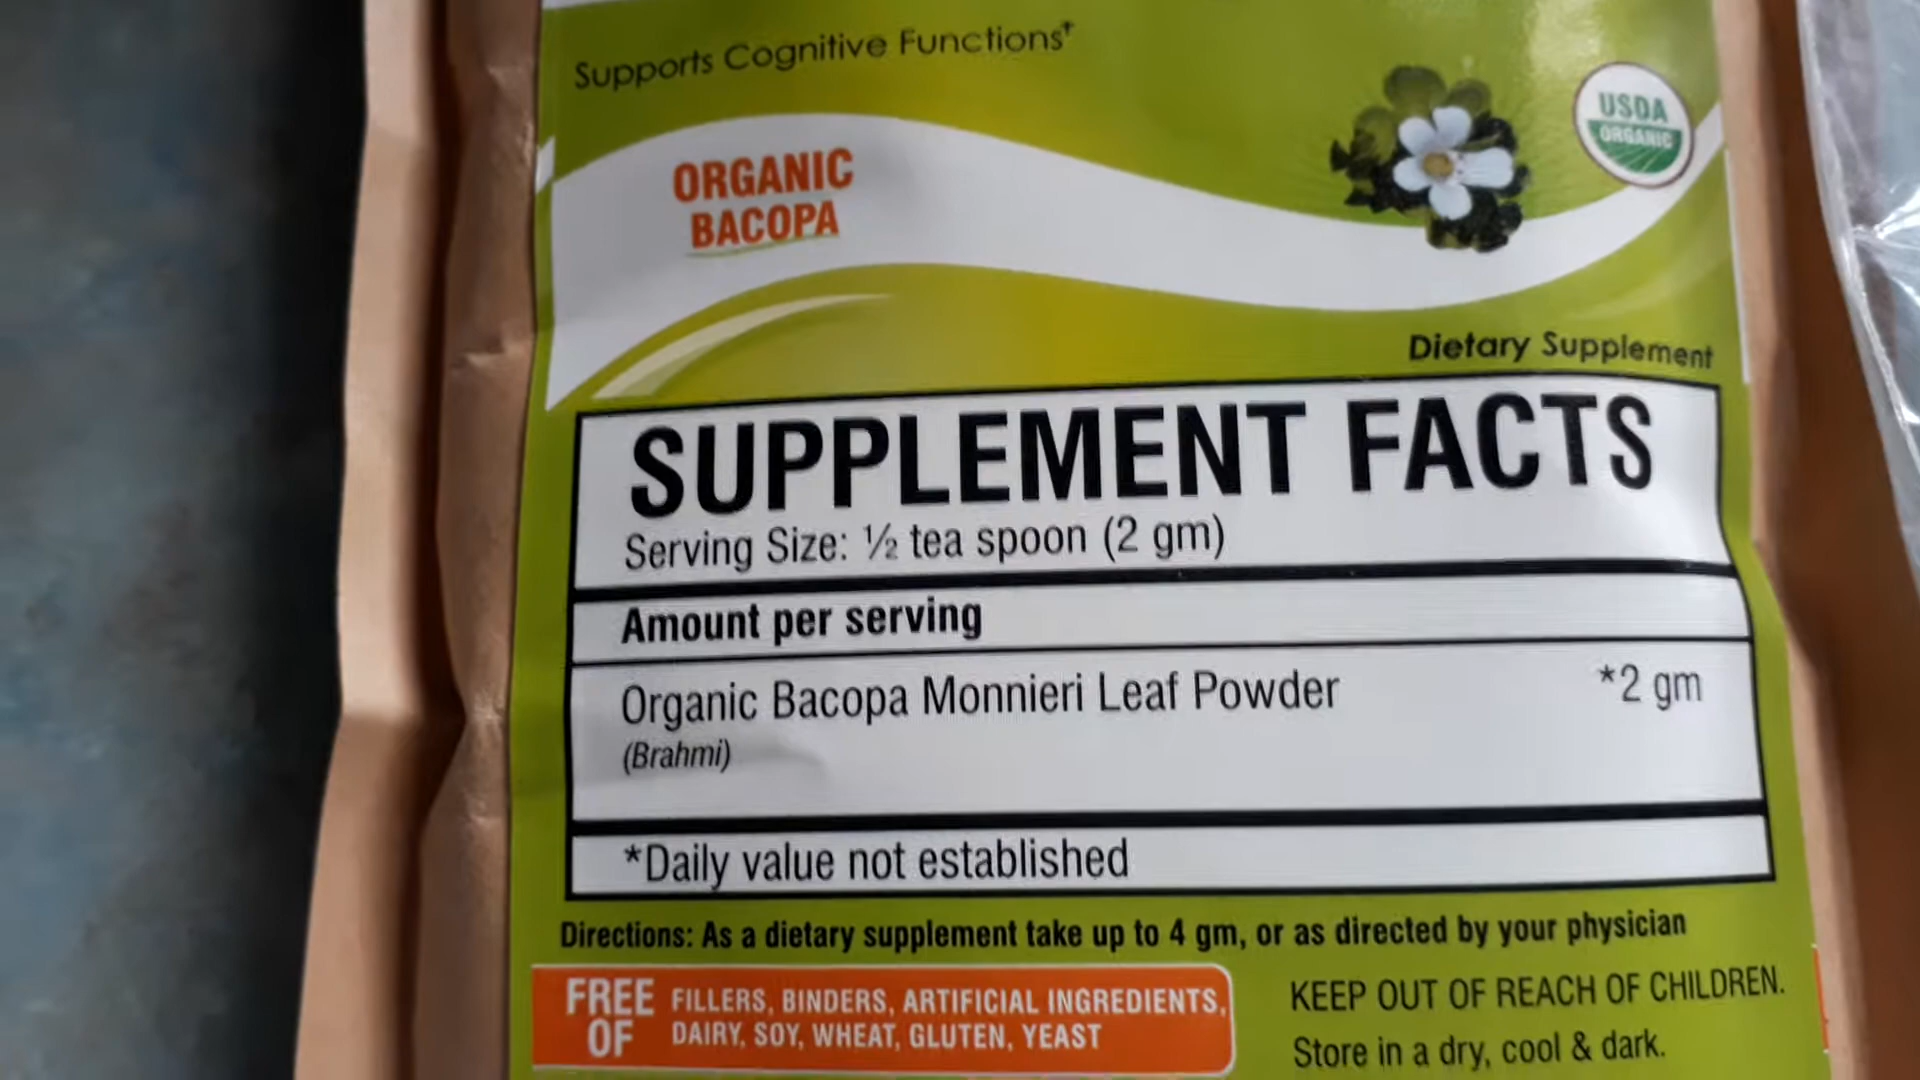 Supports Cognitive Functions†
USDA
ORGANIC
ORGANIC
BACOPA
Dietary Supplement
SUPPLEMENT FACTS
Serving Size: ½ tea spoon (2 gm)
Amount per serving
Organic Bacopa Monnieri Leaf Powder *2 gm
(Brahmi)
*Daily value not established
Directions: As a dietary supplement take up to 4 gm, or as directed by your physician
FREE OF
FILLERS, BINDERS, ARTIFICIAL INGREDIENTS,
DAIRY, SOY, WHEAT, GLUTEN, YEAST
KEEP OUT OF REACH OF CHILDREN.
Store in a dry, cool & dark.